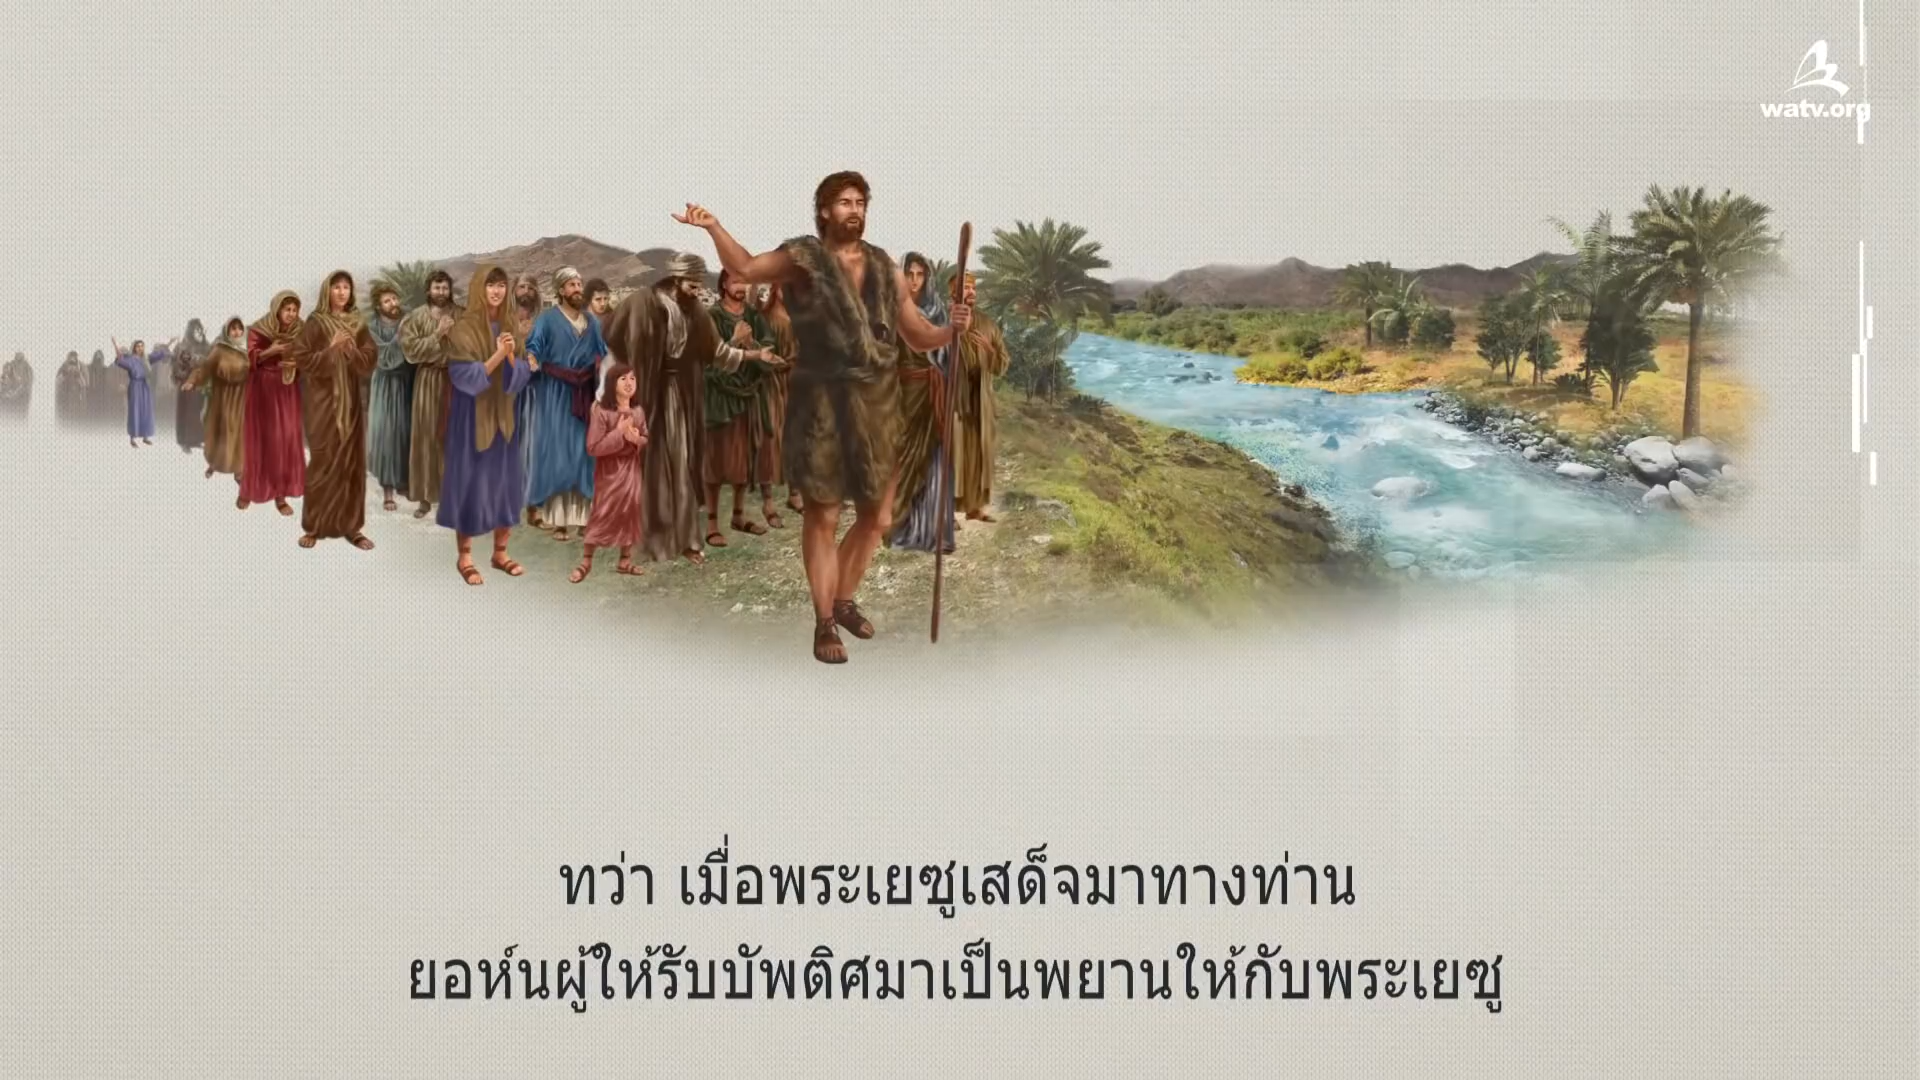 watv.org
ทว่า เมื่อพระเยซูเสด็จมาทางท่าน
ยอห์นผู้ให้รับบัพติศมาเป็นพยานให้กับพระเยซู